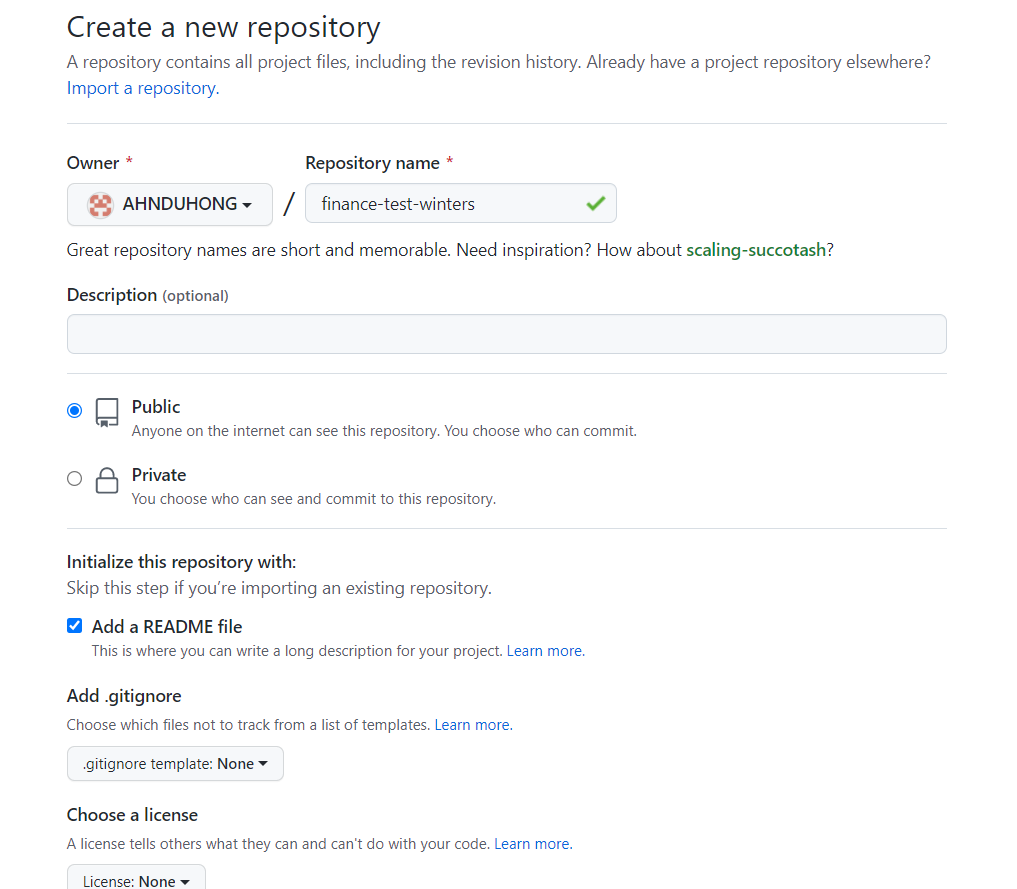 Create a new repository
A repository contains all project files, including the revision history. Already have a project repository elsewhere?
Import a repository.
Owner *
Repository name *
AHNDUHONG / finance-test-winters
Great repository names are short and memorable. Need inspiration? How about scaling-succotash?
Description (optional)
Public
Anyone on the internet can see this repository. You choose who can commit.
Private
You choose who can see and commit to this repository.
Initialize this repository with:
Skip this step if you’re importing an existing repository.
Add a README file
This is where you can write a long description for your project. Learn more.
Add .gitignore
Choose which files not to track from a list of templates. Learn more.
.gitignore template: None
Choose a license
A license tells others what they can and can't do with your code. Learn more.
License: None